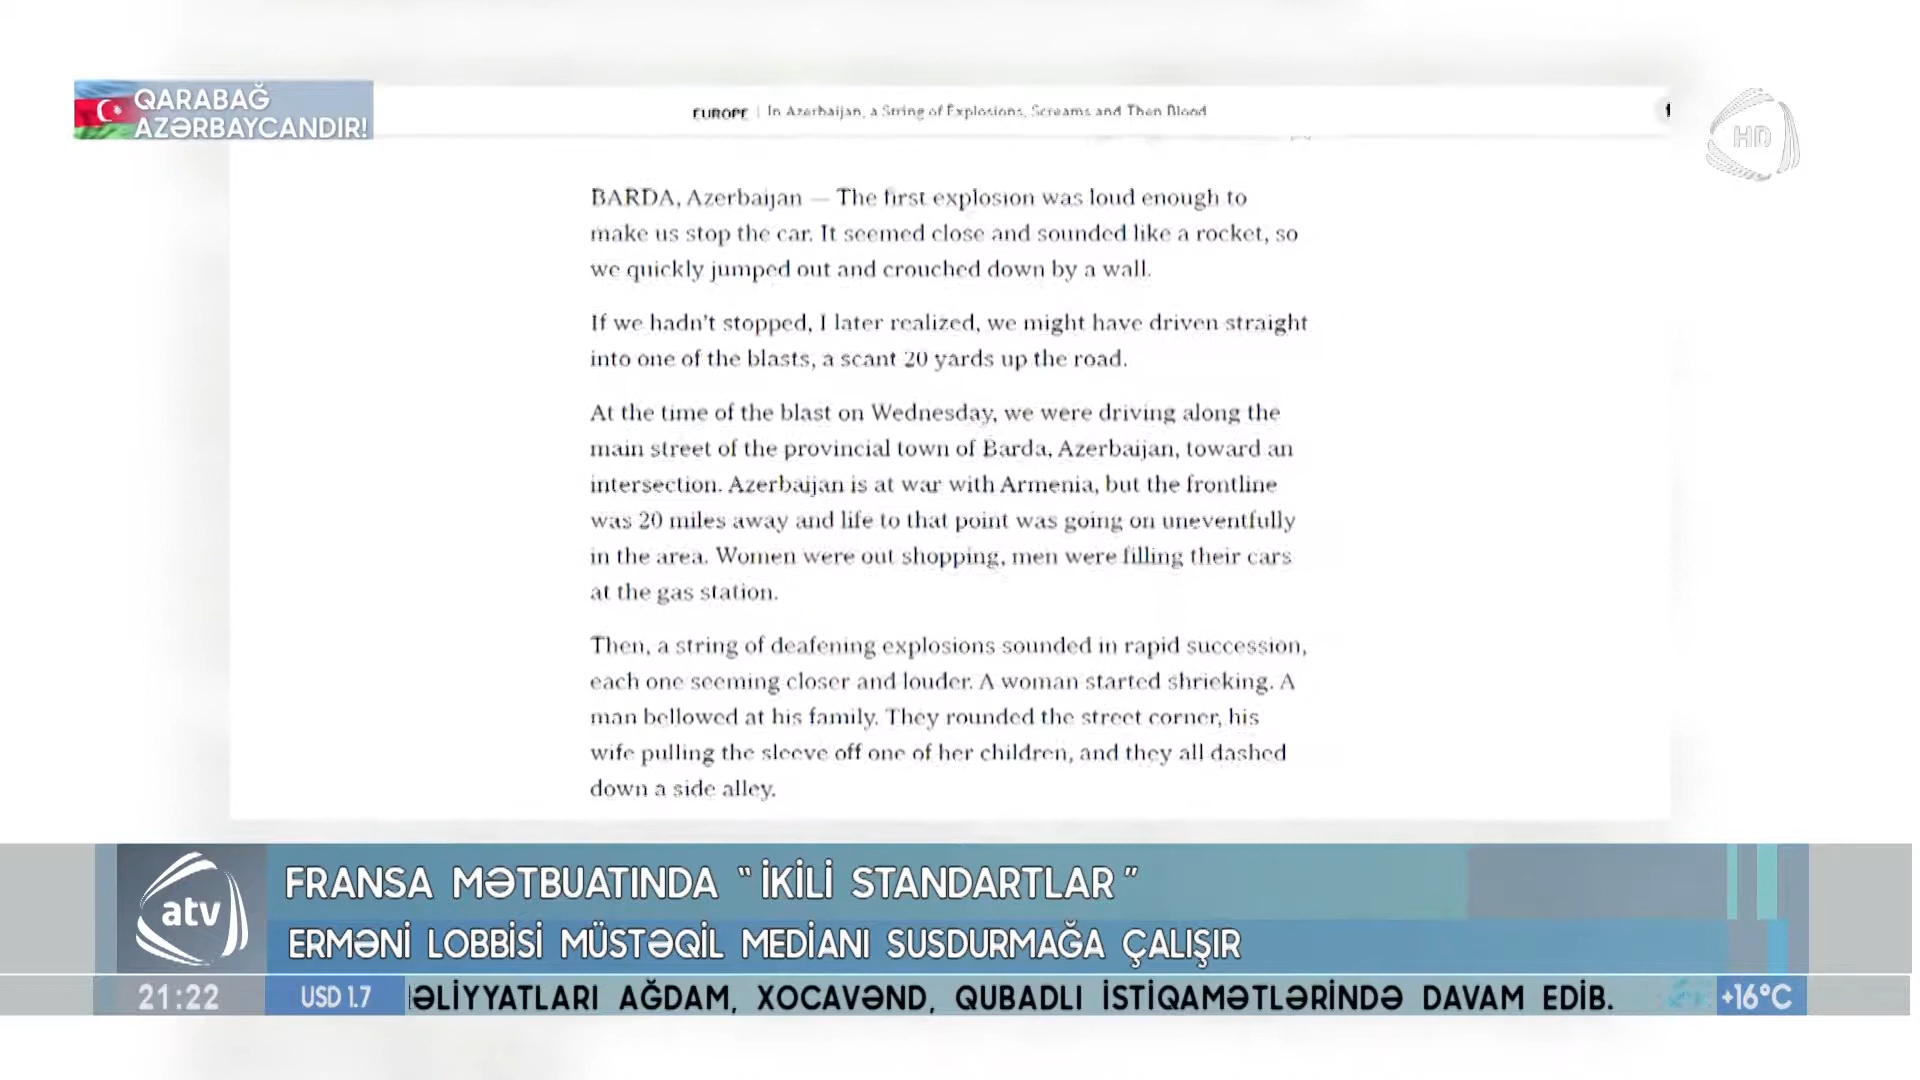 QARABAĞ
AZƏRBAYCANDIR!
EUROPE | In Azerbaijan, a String of Explosions, Screams and Then Blood
HD
BARDA, Azerbaijan — The first explosion was loud enough to
make us stop the car. It seemed close and sounded like a rocket, so
we quickly jumped out and crouched down by a wall.
If we hadn't stopped, I later realized, we might have driven straight
into one of the blasts, a scant 20 yards up the road.
At the time of the blast on Wednesday, we were driving along the
main street of the provincial town of Barda, Azerbaijan, toward an
intersection. Azerbaijan is at war with Armenia, but the frontline
was 20 miles away and life to that point was going on uneventfully
in the area. Women were out shopping, men were filling their cars
at the gas station.
Then, a string of deafening explosions sounded in rapid succession,
each one seeming closer and louder. A woman started shrieking. A
man bellowed at his family. They rounded the street corner, his
wife pulling the sleeve off one of her children, and they all dashed
down a side alley.
atv
FRANSA MƏTBUATINDA “İKİLİ STANDARTLAR”
ERMƏNİ LOBBİSİ MÜSTƏQİL MEDİANI SUSDURMAĞA ÇALIŞIR
21:22 USD 1.7 ƏLİYYATLARI AĞDAM, XOCAVƏND, QUBADLI İSTİQAMƏTLƏRİNDƏ DAVAM EDİB. +16°C